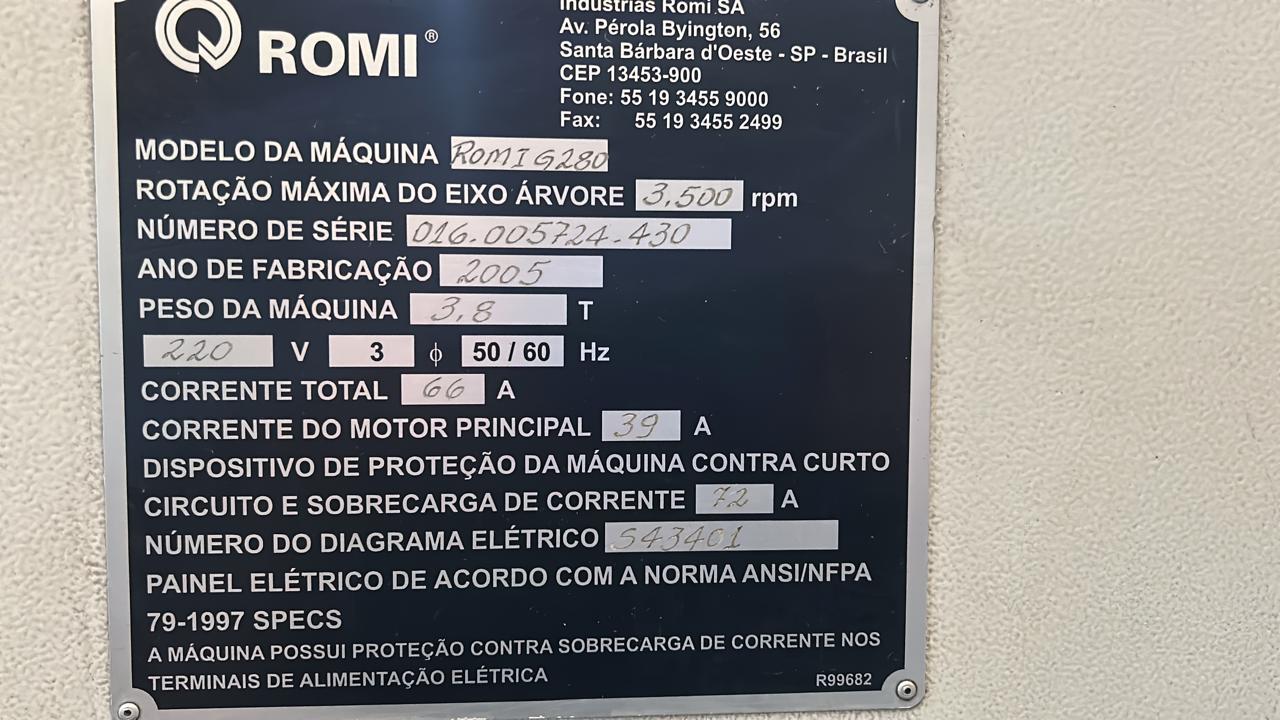 ROMI®
Indústrias Romi SA
Av. Pérola Byington, 56
Santa Bárbara d'Oeste - SP - Brasil
CEP 13453-900
Fone: 55 19 3455 9000
Fax: 55 19 3455 2499
MODELO DA MÁQUINA ROMI G280
ROTAÇÃO MÁXIMA DO EIXO ÁRVORE 3.500 rpm
NÚMERO DE SÉRIE 016.005724.430
ANO DE FABRICAÇÃO 2005
PESO DA MÁQUINA 3,8 T
220 V 3 ϕ 50 / 60 Hz
CORRENTE TOTAL 66 A
CORRENTE DO MOTOR PRINCIPAL 39 A
DISPOSITIVO DE PROTEÇÃO DA MÁQUINA CONTRA CURTO
CIRCUITO E SOBRECARGA DE CORRENTE 72 A
NÚMERO DO DIAGRAMA ELÉTRICO S43401
PAINEL ELÉTRICO DE ACORDO COM A NORMA ANSI/NFPA
79-1997 SPECS
A MÁQUINA POSSUI PROTEÇÃO CONTRA SOBRECARGA DE CORRENTE NOS
TERMINAIS DE ALIMENTAÇÃO ELÉTRICA
R99682